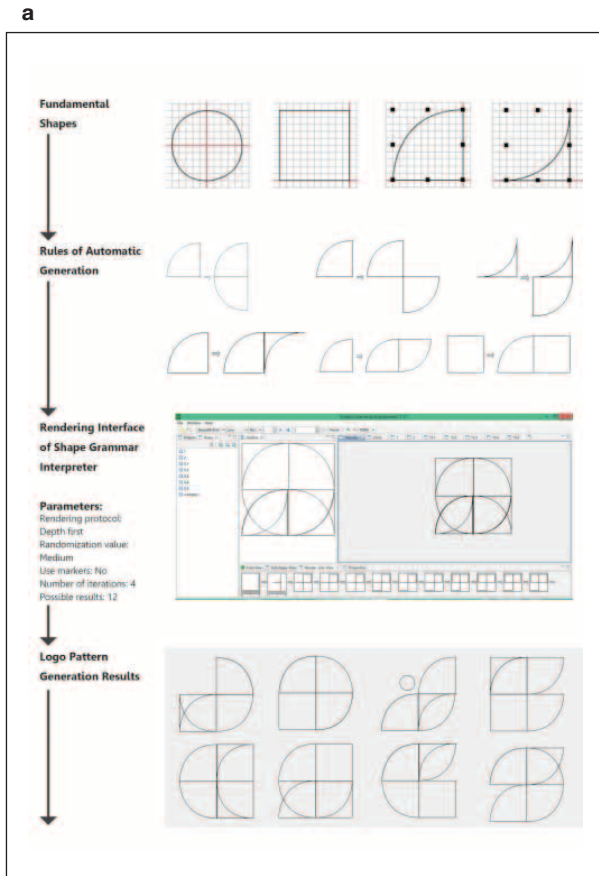 a
Fundamental
Shapes
Rules of Automatic
Generation
Rendering Interface
of Shape Grammar
Interpreter
Parameters:
Rendering protocol:
Depth first
Randomization value:
Medium
Use markers: No
Number of iterations: 4
Possible results: 12
Logo Pattern
Generation Results